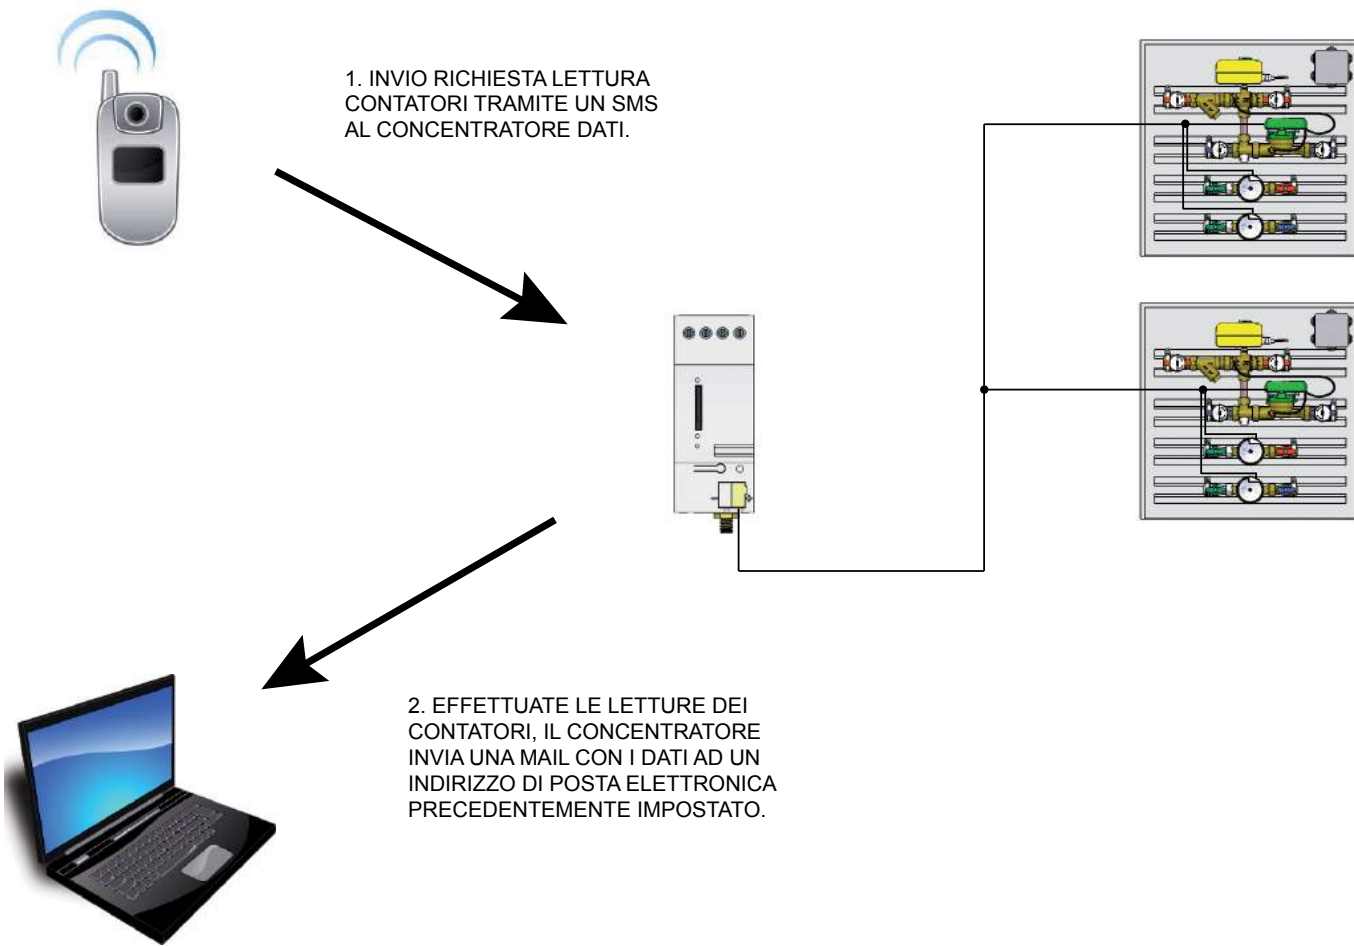 1. INVIO RICHIESTA LETTURA
CONTATORI TRAMITE UN SMS
AL CONCENTRATORE DATI.
2. EFFETTUATE LE LETTURE DEI
CONTATORI, IL CONCENTRATORE
INVIA UNA MAIL CON I DATI AD UN
INDIRIZZO DI POSTA ELETTRONICA
PRECEDENTEMENTE IMPOSTATO.